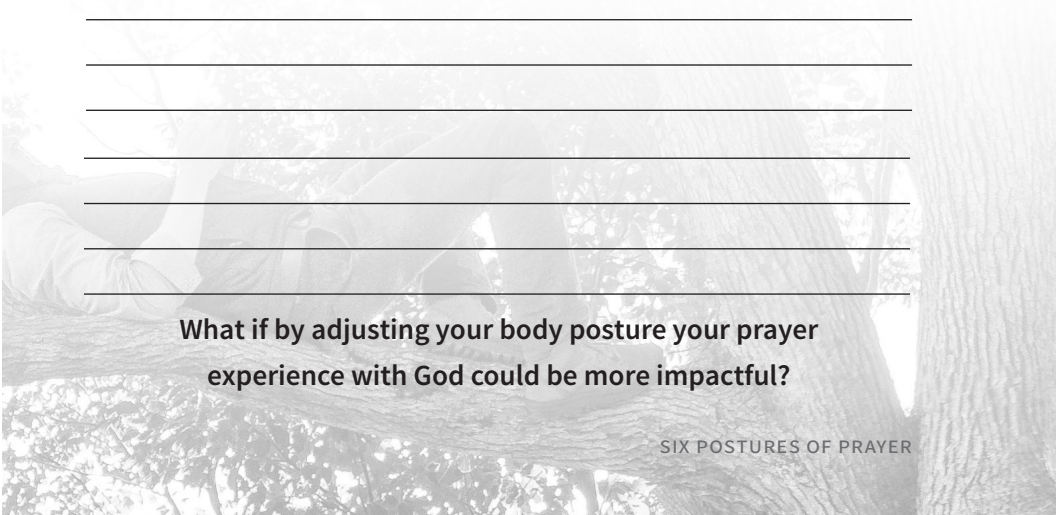 What if by adjusting your body posture your prayer
experience with God could be more impactful?
SIX POSTURES OF PRAYER